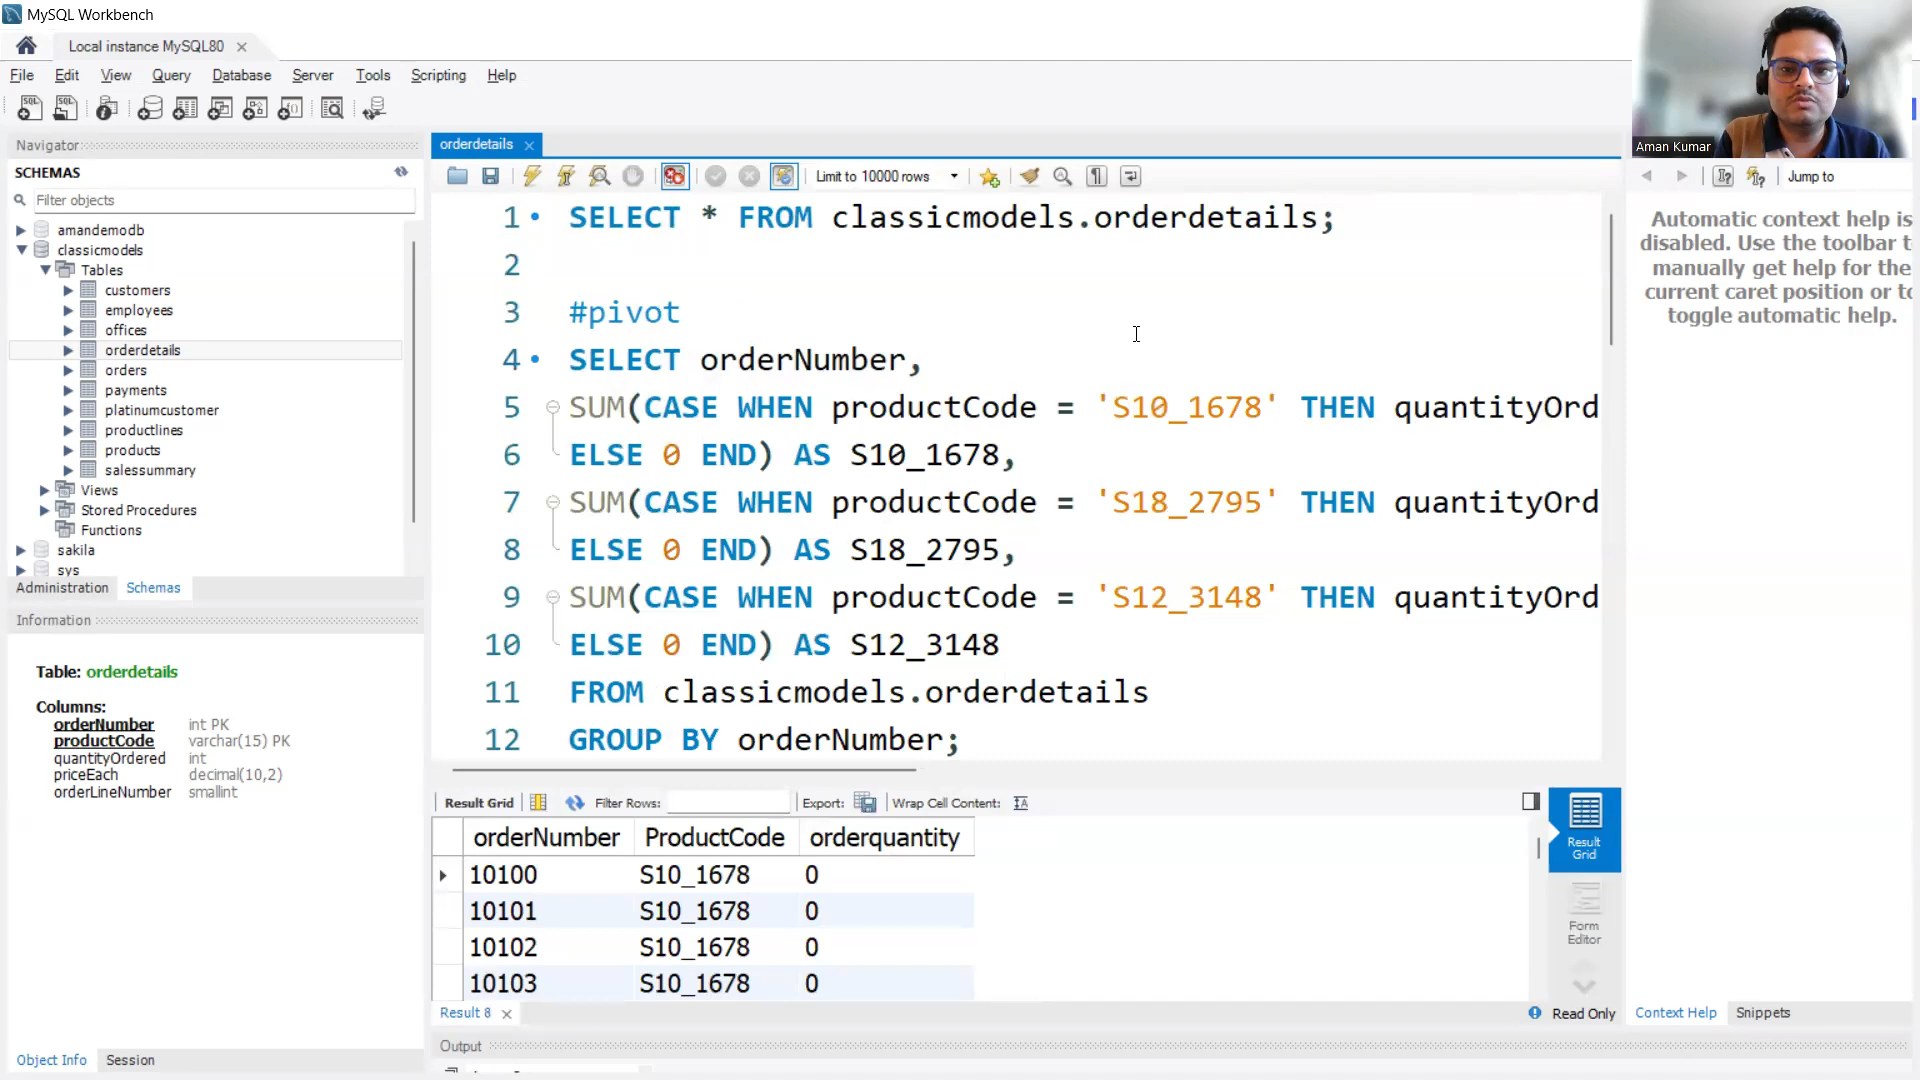 MySQL Workbench
Local instance MySQL80
File Edit View Query Database Server Tools Scripting Help
Navigator
SCHEMAS
Filter objects
amandemodb
classicmodels
Tables
customers
employees
offices
orderdetails
orders
payments
platinumcustomer
productlines
products
salessummary
Views
Stored Procedures
Functions
sakila
sys
Administration Schemas
Information
Table: orderdetails
Columns:
orderNumber int PK
productCode varchar(15) PK
quantityOrdered int
priceEach decimal(10,2)
orderLineNumber smallint
Object Info Session
orderdetails
Limit to 10000 rows
1 SELECT * FROM classicmodels.orderdetails;
2
3 #pivot
4 SELECT orderNumber,
5 SUM(CASE WHEN productCode = 'S10_1678' THEN quantityOrd
6 ELSE 0 END) AS S10_1678,
7 SUM(CASE WHEN productCode = 'S18_2795' THEN quantityOrd
8 ELSE 0 END) AS S18_2795,
9 SUM(CASE WHEN productCode = 'S12_3148' THEN quantityOrd
10 ELSE 0 END) AS S12_3148
11 FROM classicmodels.orderdetails
12 GROUP BY orderNumber;
Result Grid Filter Rows: Export: Wrap Cell Content:
orderNumber ProductCode orderquantity
10100 S10_1678 0
10101 S10_1678 0
10102 S10_1678 0
10103 S10_1678 0
Result
Grid
Form
Editor
Result 8
Read Only
Output
Aman Kumar
Jump to
Automatic context help is
disabled. Use the toolbar t
manually get help for the
current caret position or to
toggle automatic help.
Context Help Snippets